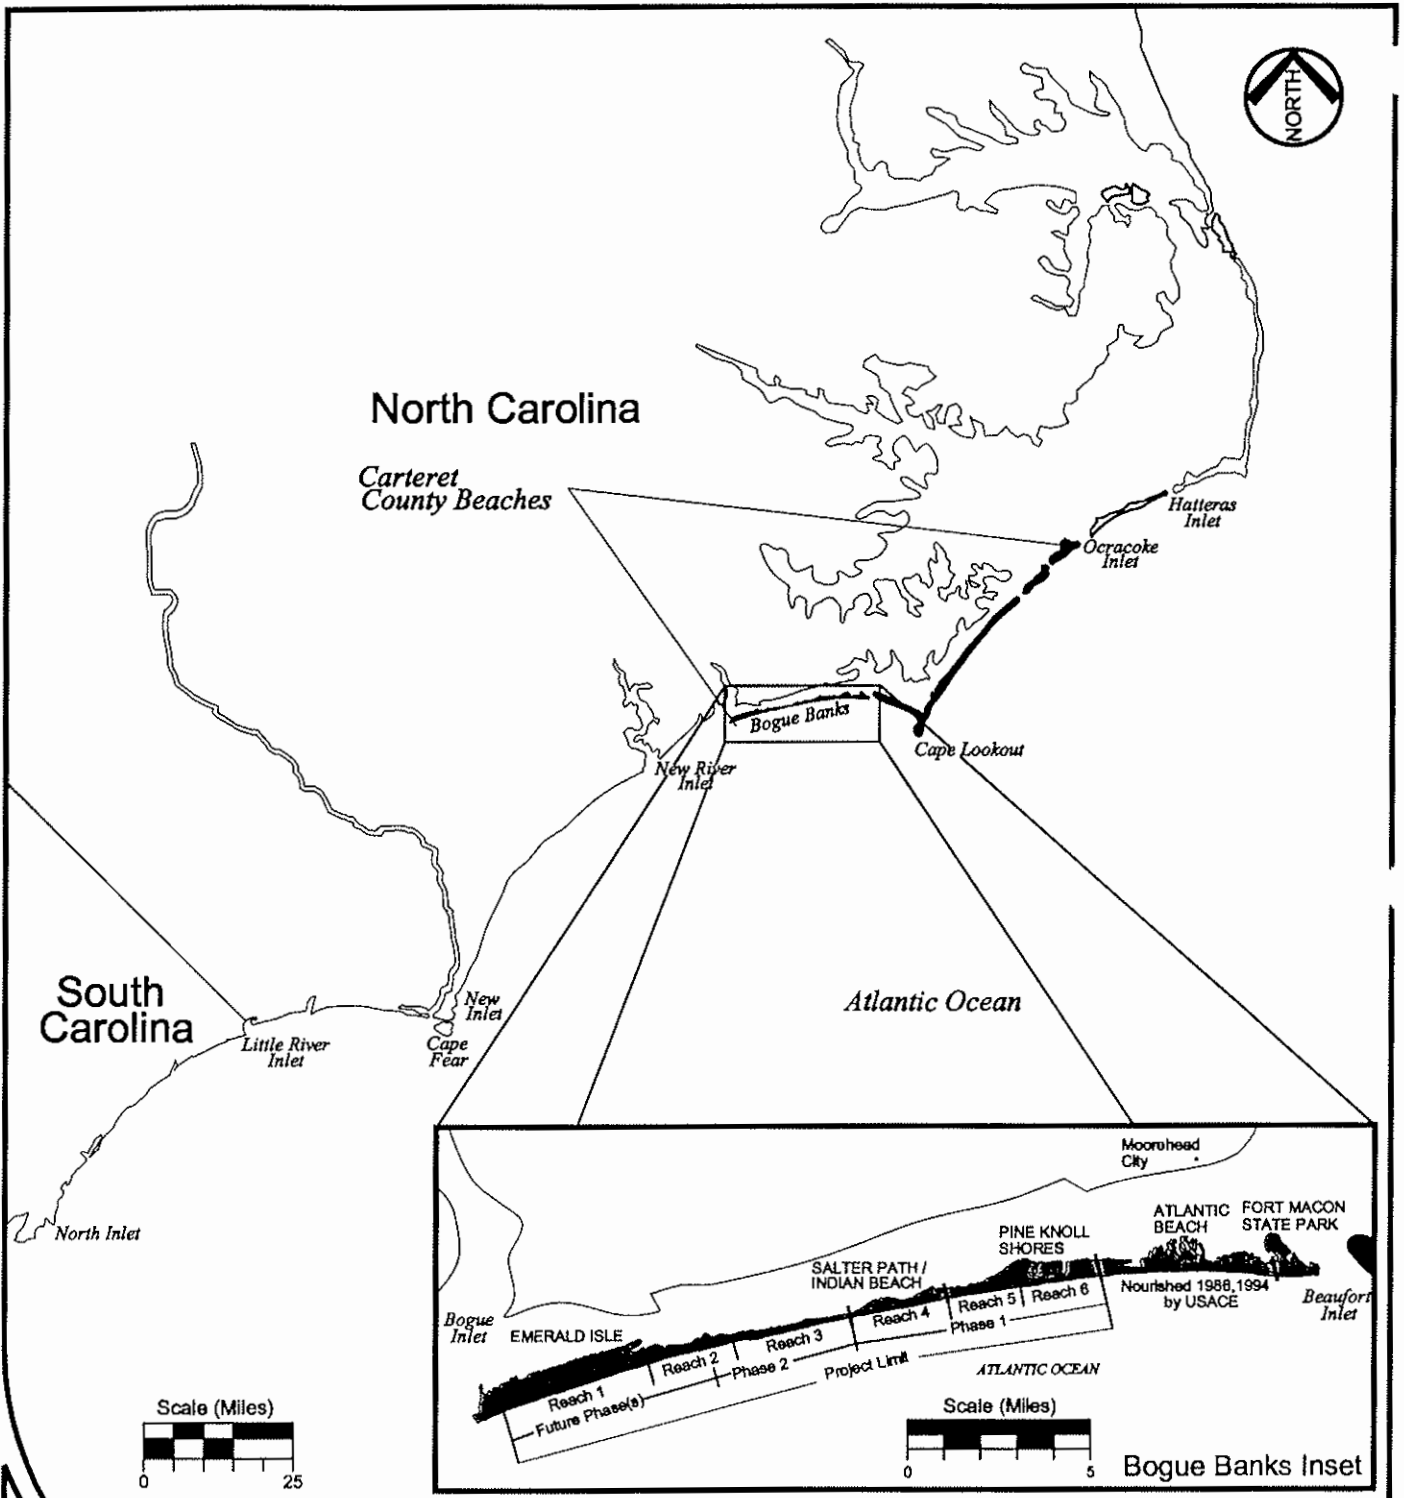 NORTH
North Carolina
Carteret
County Beaches
Hatteras
Inlet
Ocracoke
Inlet
Bogue Banks
Cape Lookout
New River
Inlet
South
Carolina
Atlantic Ocean
New
Inlet
Cape
Fear
Little River
Inlet
North Inlet
Moorehead
City
ATLANTIC
BEACH
FORT MACON
STATE PARK
PINE KNOLL
SHORES
SALTER PATH /
INDIAN BEACH
Nourished 1986,1994
by USACE
Beaufort
Inlet
Bogue
Inlet
EMERALD ISLE
Reach 1
Reach 2
Reach 3
Reach 4
Reach 5
Reach 6
Future Phase(s)
Phase 2
Phase 1
Project Limit
ATLANTIC OCEAN
Scale (Miles)
0 25
Scale (Miles)
0 5
Bogue Banks Inset